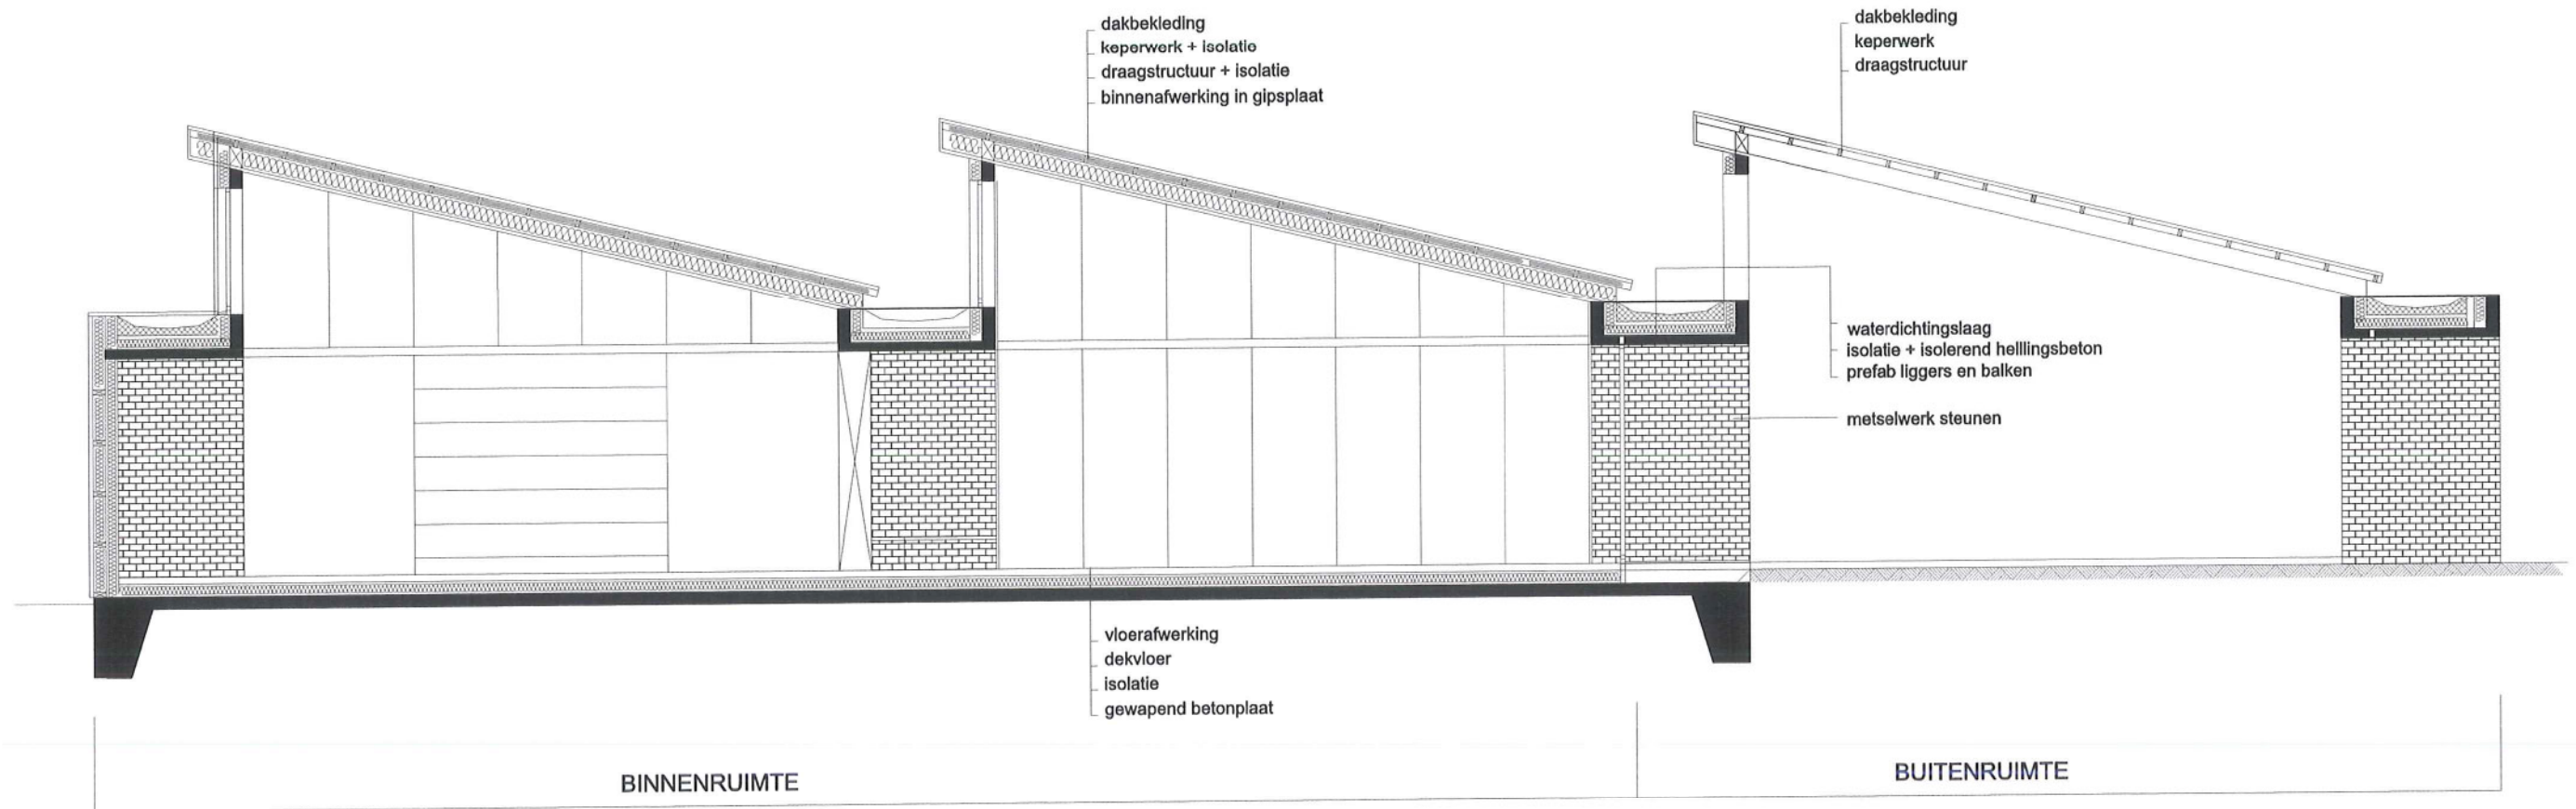 dakbekleding
keperwerk + isolatie
draagstructuur + isolatie
binnenafwerking in gipsplaat
dakbekleding
keperwerk
draagstructuur
waterdichtingslaag
isolatie + isolerend helllingsbeton
prefab liggers en balken
metselwerk steunen
vloerafwerking
dekvloer
isolatie
gewapend betonplaat
BINNENRUIMTE
BUITENRUIMTE